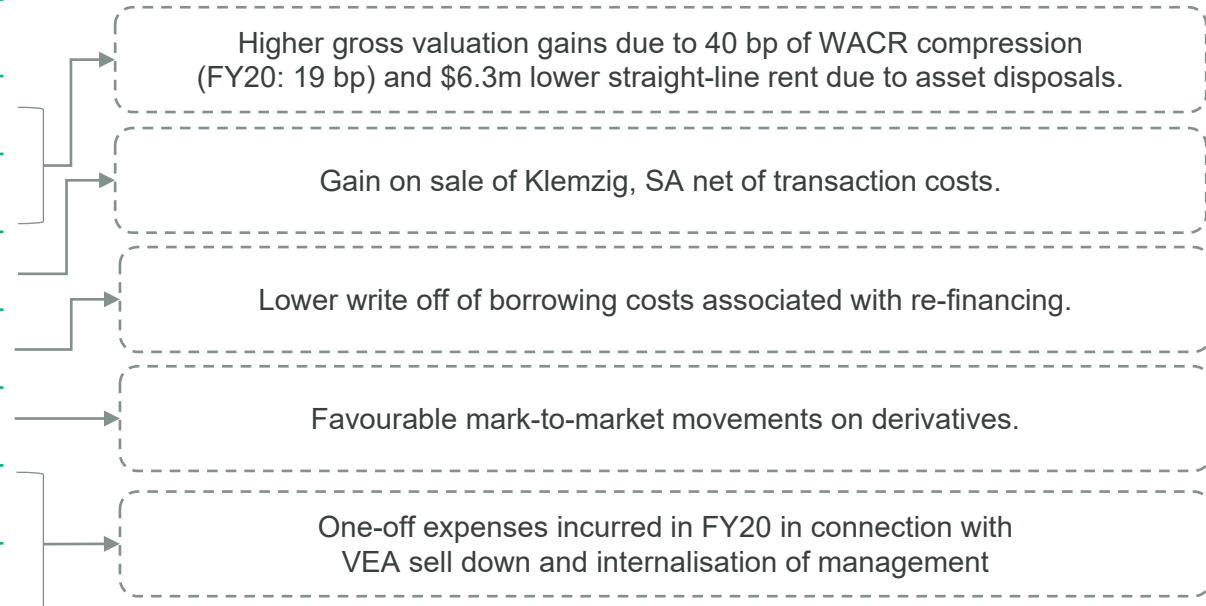 Higher gross valuation gains due to 40 bp of WACR compression
(FY20: 19 bp) and $6.3m lower straight-line rent due to asset disposals.
Gain on sale of Klemzig, SA net of transaction costs.
Lower write off of borrowing costs associated with re-financing.
Favourable mark-to-market movements on derivatives.
One-off expenses incurred in FY20 in connection with
VEA sell down and internalisation of management